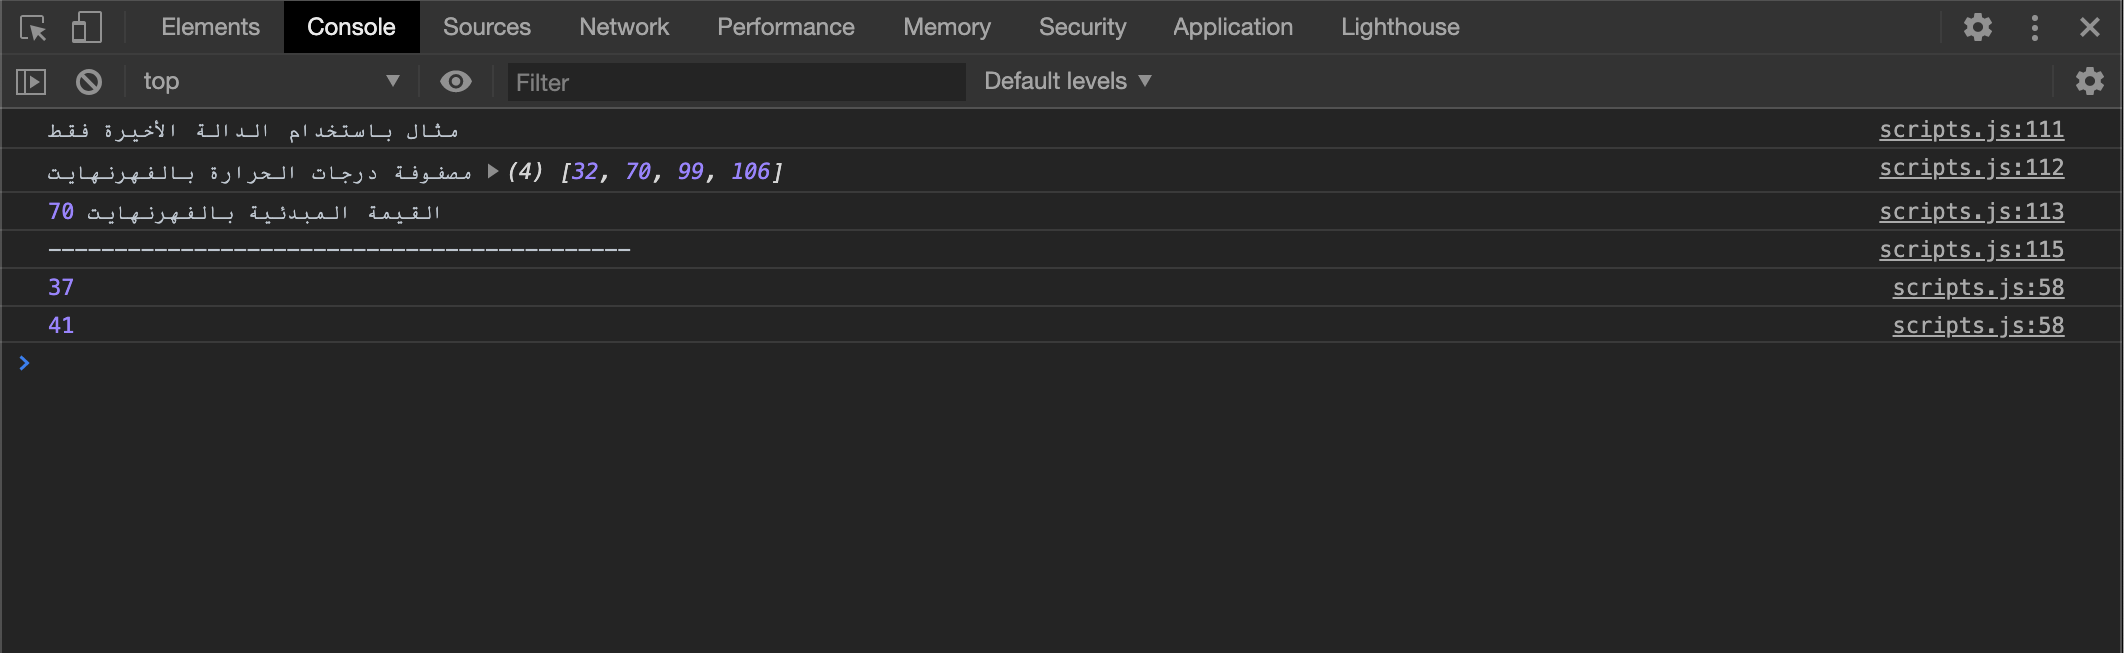 Elements Console Sources Network Performance Memory Security Application Lighthouse
top Filter Default levels
مثال باستخدام الدالة الأخيرة فقط scripts.js:111
مصفوفة درجات الحرارة بالفهرنهايت (4) [32, 70, 99, 106] scripts.js:112
القيمة المبدئية بالفهرنهايت 70 scripts.js:113
-------------------------------------------- scripts.js:115
37 scripts.js:58
41 scripts.js:58